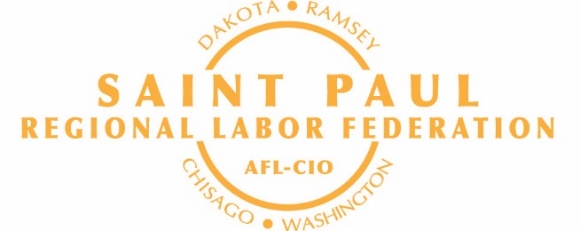 DAKOTA • RAMSEY
SAINT PAUL
REGIONAL LABOR FEDERATION
AFL-CIO
CHISAGO • WASHINGTON